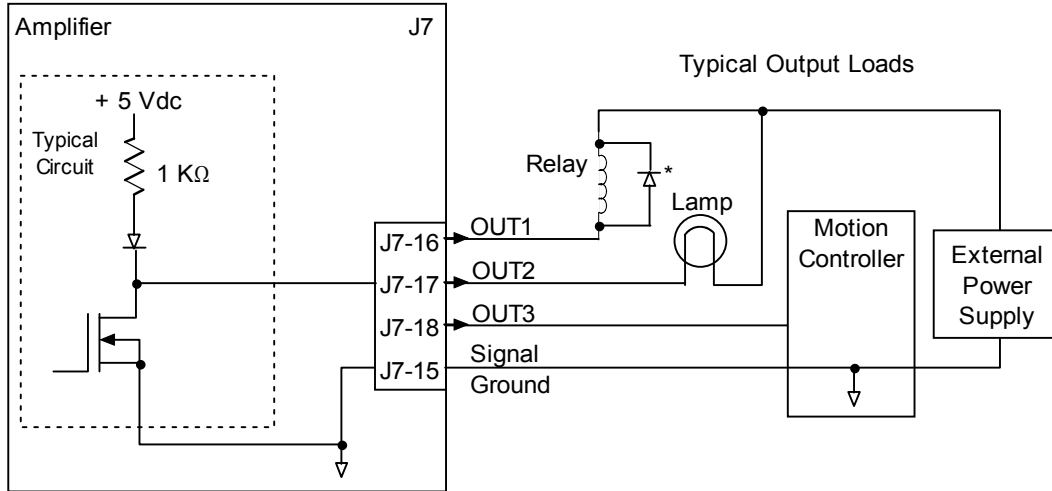 Amplifier
J7
Typical Output Loads
+ 5 Vdc
Typical
Circuit
1 KΩ
Relay
*
Lamp
J7-16
OUT1
J7-17
OUT2
J7-18
OUT3
J7-15
Signal
Ground
Motion
Controller
External
Power
Supply